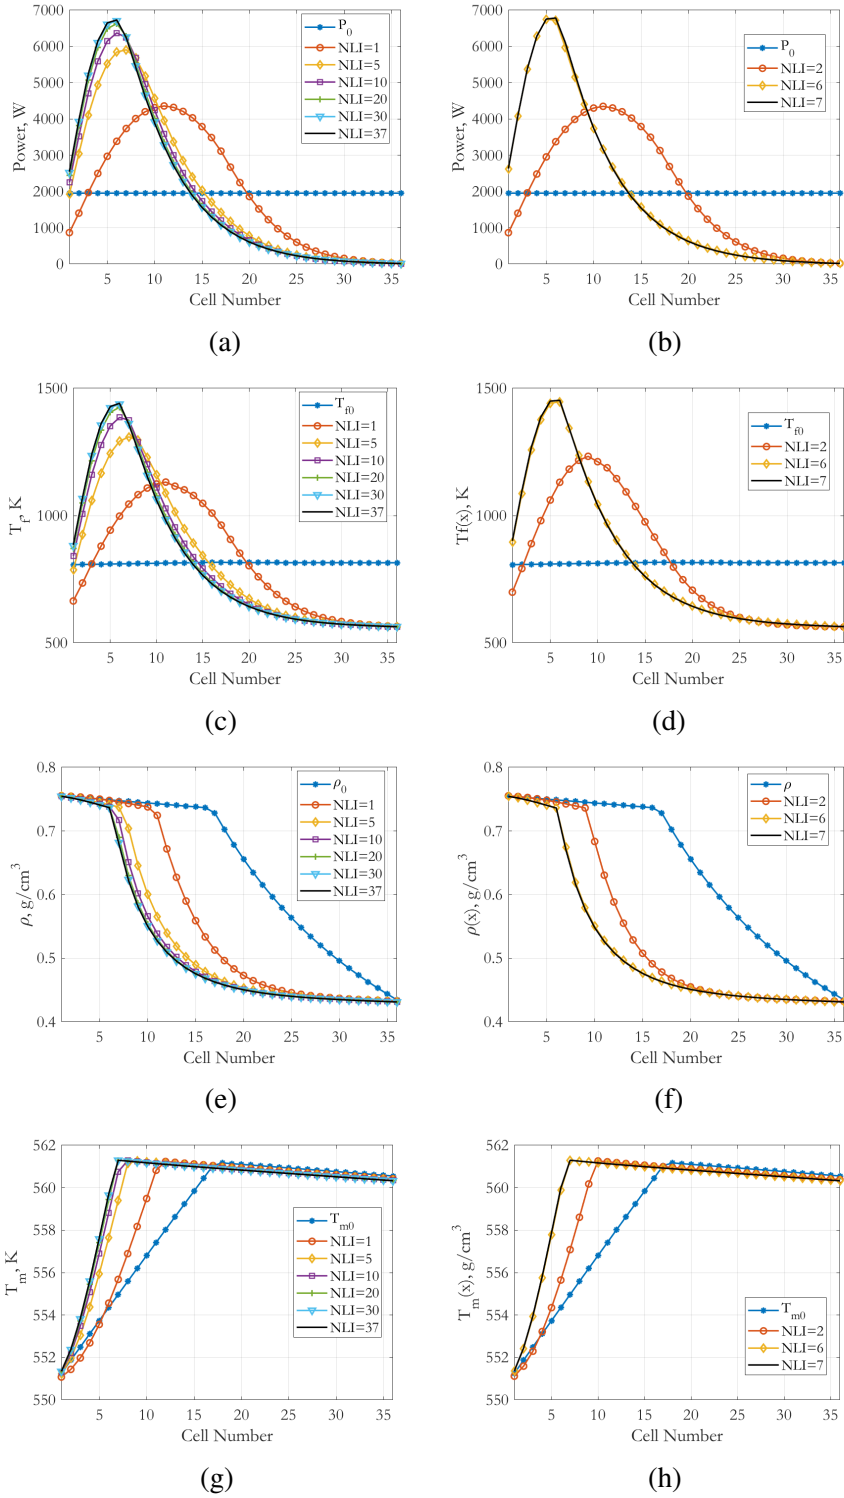 7000
6000
5000
4000
3000
2000
1000
0
5 10 15 20 25 30 35
Power, W
Cell Number
P0
NLI=1
NLI=5
NLI=10
NLI=20
NLI=30
NLI=37
(a)
7000
6000
5000
4000
3000
2000
1000
0
5 10 15 20 25 30 35
Power, W
Cell Number
P0
NLI=2
NLI=6
NLI=7
(b)
1500
1000
500
5 10 15 20 25 30 35
Tf, K
Cell Number
Tf0
NLI=1
NLI=5
NLI=10
NLI=20
NLI=30
NLI=37
(c)
1500
1000
500
5 10 15 20 25 30 35
Tf(x), K
Cell Number
Tf0
NLI=2
NLI=6
NLI=7
(d)
0.8
0.7
0.6
0.5
0.4
5 10 15 20 25 30 35
ρ, g/cm³
Cell Number
ρ0
NLI=1
NLI=5
NLI=10
NLI=20
NLI=30
NLI=37
(e)
0.8
0.7
0.6
0.5
0.4
5 10 15 20 25 30 35
ρ(x), g/cm³
Cell Number
ρ
NLI=2
NLI=6
NLI=7
(f)
562
560
558
556
554
552
550
5 10 15 20 25 30 35
Tm, K
Cell Number
Tm0
NLI=1
NLI=5
NLI=10
NLI=20
NLI=30
NLI=37
(g)
562
560
558
556
554
552
550
5 10 15 20 25 30 35
Tm(x), g/cm³
Cell Number
Tm0
NLI=2
NLI=6
NLI=7
(h)